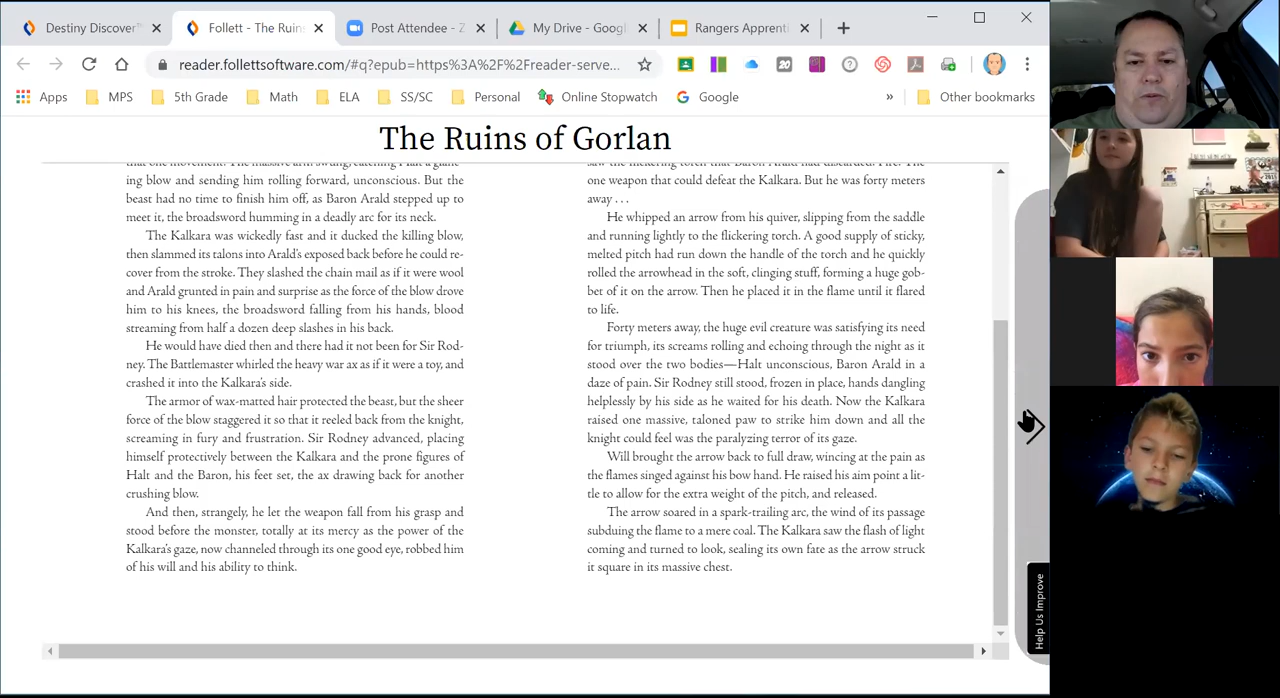 Destiny Discover
Follett - The Ruin
Post Attendee - Z
My Drive - Googl
Rangers Apprenti
reader.follettsoftware.com/#q?epub=https%3A%2F%2Freader-serve...
20
Apps
MPS
5th Grade
Math
ELA
SS/SC
Personal
Online Stopwatch
Google
»
Other bookmarks
The Ruins of Gorlan
ing blow and sending him rolling forward, unconscious. But the
beast had no time to finish him off, as Baron Arald stepped up to
meet it, the broadsword humming in a deadly arc for its neck.
The Kalkara was wickedly fast and it ducked the killing blow,
then slammed its talons into Arald's exposed back before he could re-
cover from the stroke. They slashed the chain mail as if it were wool
and Arald grunted in pain and surprise as the force of the blow drove
him to his knees, the broadsword falling from his hands, blood
streaming from half a dozen deep slashes in his back.
He would have died then and there had it not been for Sir Rod-
ney. The Battlemaster whirled the heavy war ax as if it were a toy, and
crashed it into the Kalkara's side.
The armor of wax-matted hair protected the beast, but the sheer
force of the blow staggered it so that it reeled back from the knight,
screaming in fury and frustration. Sir Rodney advanced, placing
himself protectively between the Kalkara and the prone figures of
Halt and the Baron, his feet set, the ax drawing back for another
crushing blow.
And then, strangely, he let the weapon fall from his grasp and
stood before the monster, totally at its mercy as the power of the
Kalkara's gaze, now channeled through its one good eye, robbed him
of his will and his ability to think.
saw the flickering torch that Baron Arald had discarded. Fire. The
one weapon that could defeat the Kalkara. But he was forty meters
away . . .
He whipped an arrow from his quiver, slipping from the saddle
and running lightly to the flickering torch. A good supply of sticky,
melted pitch had run down the handle of the torch and he quickly
rolled the arrowhead in the soft, clinging stuff, forming a huge gob-
bet of it on the arrow. Then he placed it in the flame until it flared
to life.
Forty meters away, the huge evil creature was satisfying its need
for triumph, its screams rolling and echoing through the night as it
stood over the two bodies—Halt unconscious, Baron Arald in a
daze of pain. Sir Rodney still stood, frozen in place, hands dangling
helplessly by his side as he waited for his death. Now the Kalkara
raised one massive, taloned paw to strike him down and all the
knight could feel was the paralyzing terror of its gaze.
Will brought the arrow back to full draw, wincing at the pain as
the flames singed against his bow hand. He raised his aim point a lit-
tle to allow for the extra weight of the pitch, and released.
The arrow soared in a spark-trailing arc, the wind of its passage
subduing the flame to a mere coal. The Kalkara saw the flash of light
coming and turned to look, sealing its own fate as the arrow struck
it square in its massive chest.
Help Us Improve